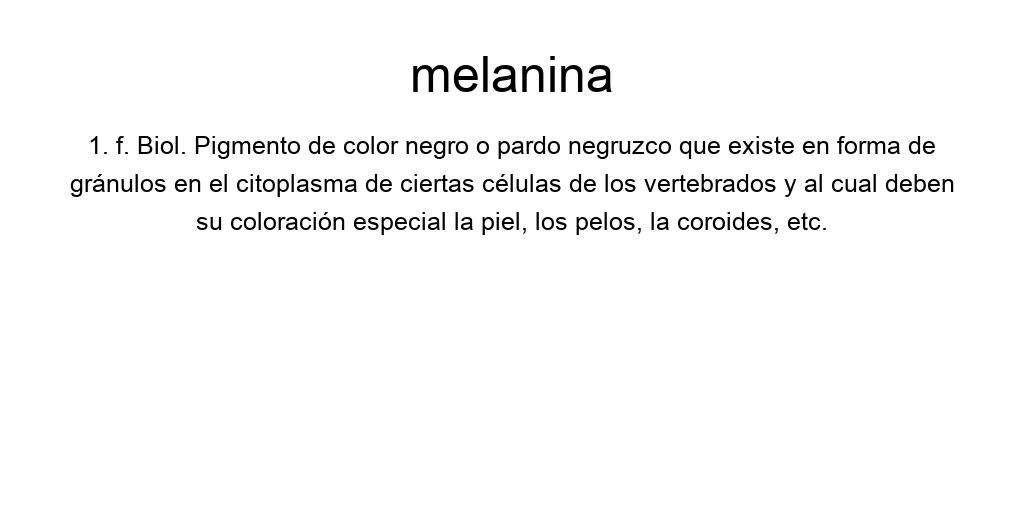 melanina
1. f. Biol. Pigmento de color negro o pardo negruzco que existe en forma de
gránulos en el citoplasma de ciertas células de los vertebrados y al cual deben
su coloración especial la piel, los pelos, la coroides, etc.